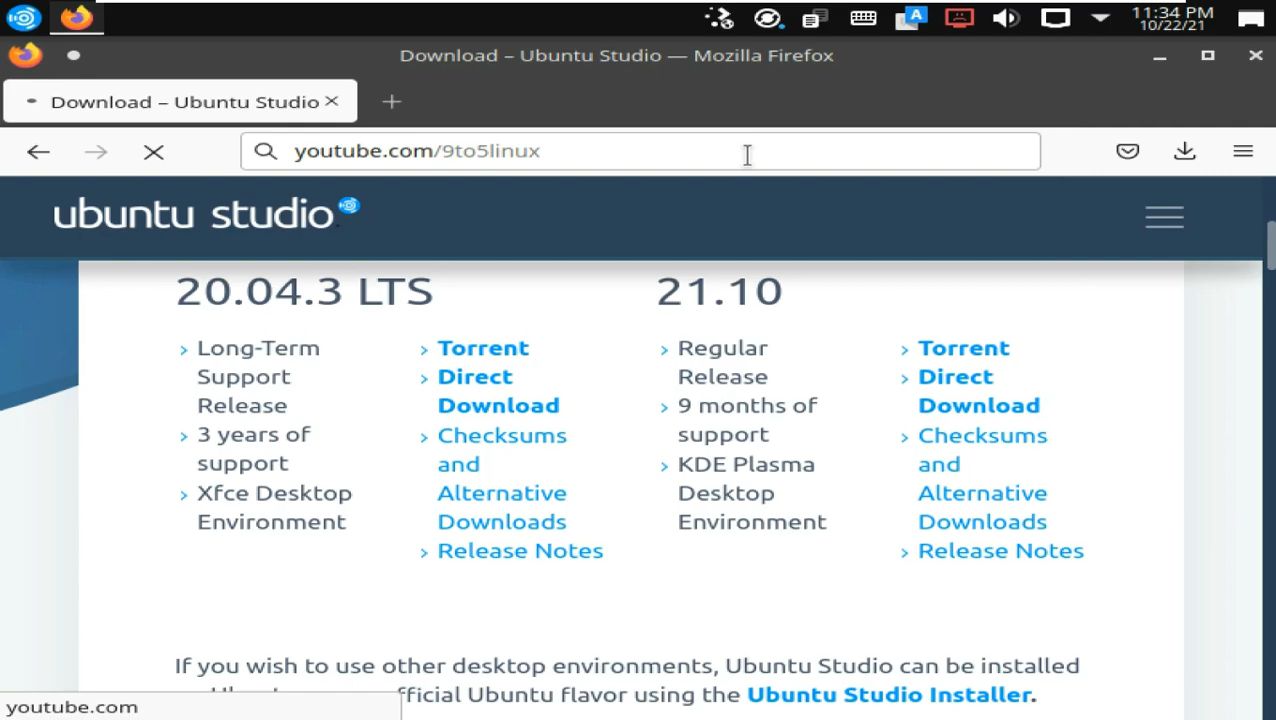 11:34 PM
10/22/21
A
Download – Ubuntu Studio — Mozilla Firefox
Download – Ubuntu Studio
youtube.com/9to5linux
ubuntu studio
20.04.3 LTS
21.10
Long-Term
Support
Release
3 years of
support
Xfce Desktop
Environment
Torrent
Direct
Download
Checksums
and
Alternative
Downloads
Release Notes
Regular
Release
9 months of
support
KDE Plasma
Desktop
Environment
Torrent
Direct
Download
Checksums
and
Alternative
Downloads
Release Notes
If you wish to use other desktop environments, Ubuntu Studio can be installed
fficial Ubuntu flavor using the Ubuntu Studio Installer.
youtube.com